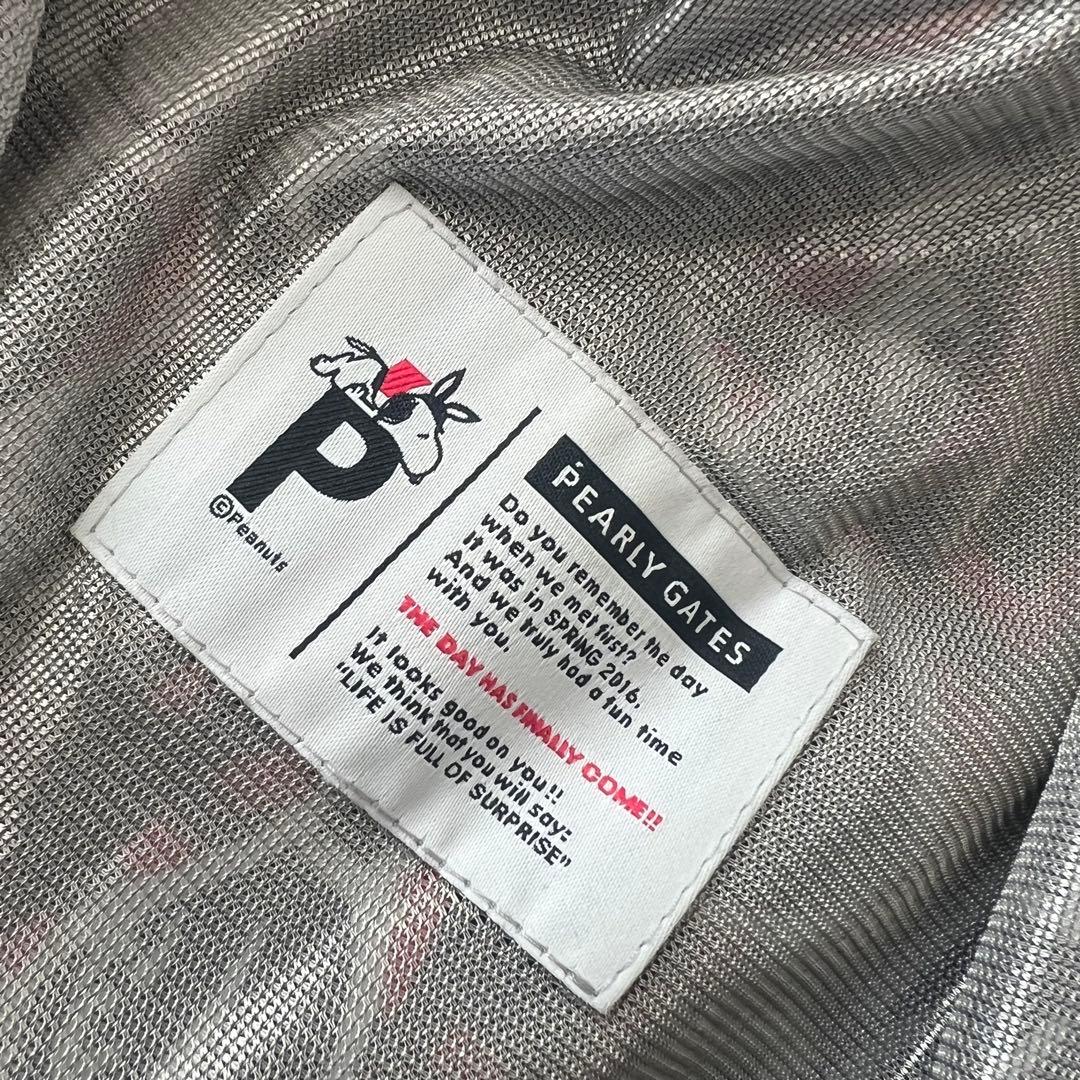 P
©Peanuts
PEARLY GATES
Do you remember the day
when we met first?
It was in SPRING 2016.
And we truly had a fun time
with you.
THE DAY HAS FINALLY COME!!
It looks good on you!!
We think that you will say:
"LIFE IS FULL OF SURPRISE"